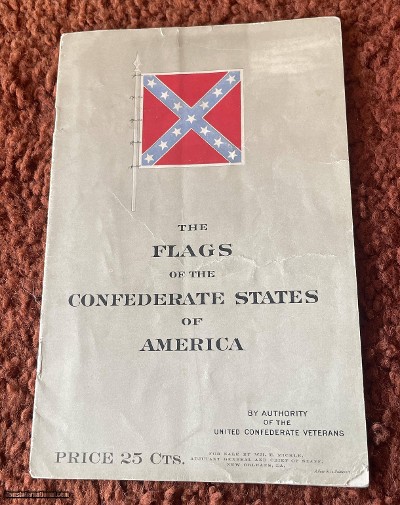 THE
FLAGS
OF THE
CONFEDERATE STATES
OF
AMERICA
BY AUTHORITY
OF THE
UNITED CONFEDERATE VETERANS
PRICE 25 CTS.
FOR SALE BY WM. E. MICKLE,
ADJUTANT GENERAL AND CHIEF OF STAFF,
NEW ORLEANS, LA.